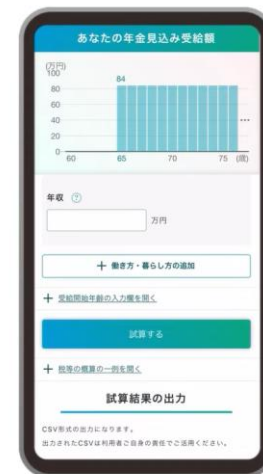 あなたの年金見込み受給額
(万円)
100
84
80
60
40
20
0
...
60 65 70 75 (歳)
年収 ?
万円
+ 働き方・暮らし方の追加
+ 受給開始年齢の入力欄を開く
試算する
+ 税等の概算の一例を開く
試算結果の出力
CSV形式の出力になります。
出力されたCSVは利用者ご自身の責任でご活用ください。